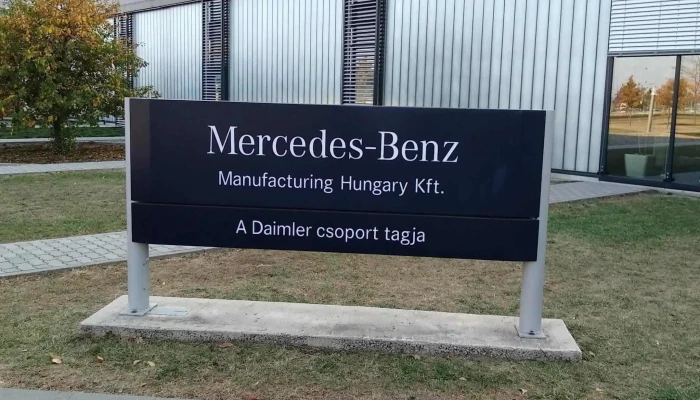 Mercedes-Benz
Manufacturing Hungary Kft.
A Daimler csoport tagja